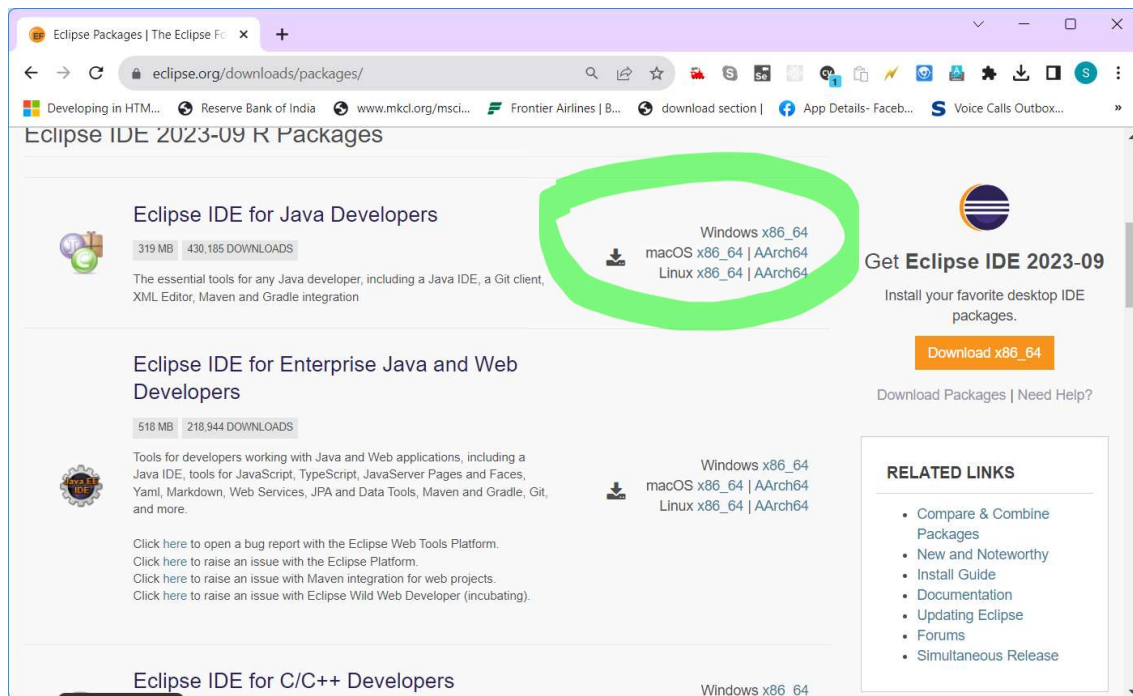 Eclipse Packages | The Eclipse Fo
eclipse.org/downloads/packages/
Developing in HTM...
Reserve Bank of India
www.mkcl.org/msci...
Frontier Airlines | B...
download section |
App Details- Faceb...
Voice Calls Outbox...
»
Eclipse IDE 2023-09 R Packages
Eclipse IDE for Java Developers
319 MB 430,185 DOWNLOADS
The essential tools for any Java developer, including a Java IDE, a Git client,
XML Editor, Maven and Gradle integration
Windows x86_64
macOS x86_64 | AArch64
Linux x86_64 | AArch64
Eclipse IDE for Enterprise Java and Web
Developers
518 MB 218,944 DOWNLOADS
Tools for developers working with Java and Web applications, including a
Java IDE, tools for JavaScript, TypeScript, JavaServer Pages and Faces,
Yaml, Markdown, Web Services, JPA and Data Tools, Maven and Gradle, Git,
and more.
Click here to open a bug report with the Eclipse Web Tools Platform.
Click here to raise an issue with the Eclipse Platform.
Click here to raise an issue with Maven integration for web projects.
Click here to raise an issue with Eclipse Wild Web Developer (incubating).
Java EE
IDE
Windows x86_64
macOS x86_64 | AArch64
Linux x86_64 | AArch64
Eclipse IDE for C/C++ Developers
Windows x86_64
Get Eclipse IDE 2023-09
Install your favorite desktop IDE
packages.
Download x86_64
Download Packages | Need Help?
RELATED LINKS
Compare & Combine
Packages
New and Noteworthy
Install Guide
Documentation
Updating Eclipse
Forums
Simultaneous Release